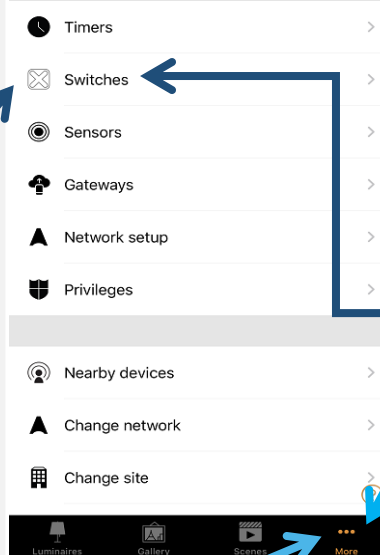 Timers
Switches
Sensors
Gateways
Network setup
Privileges
Nearby devices
Change network
Change site
Luminaires Gallery Scenes More